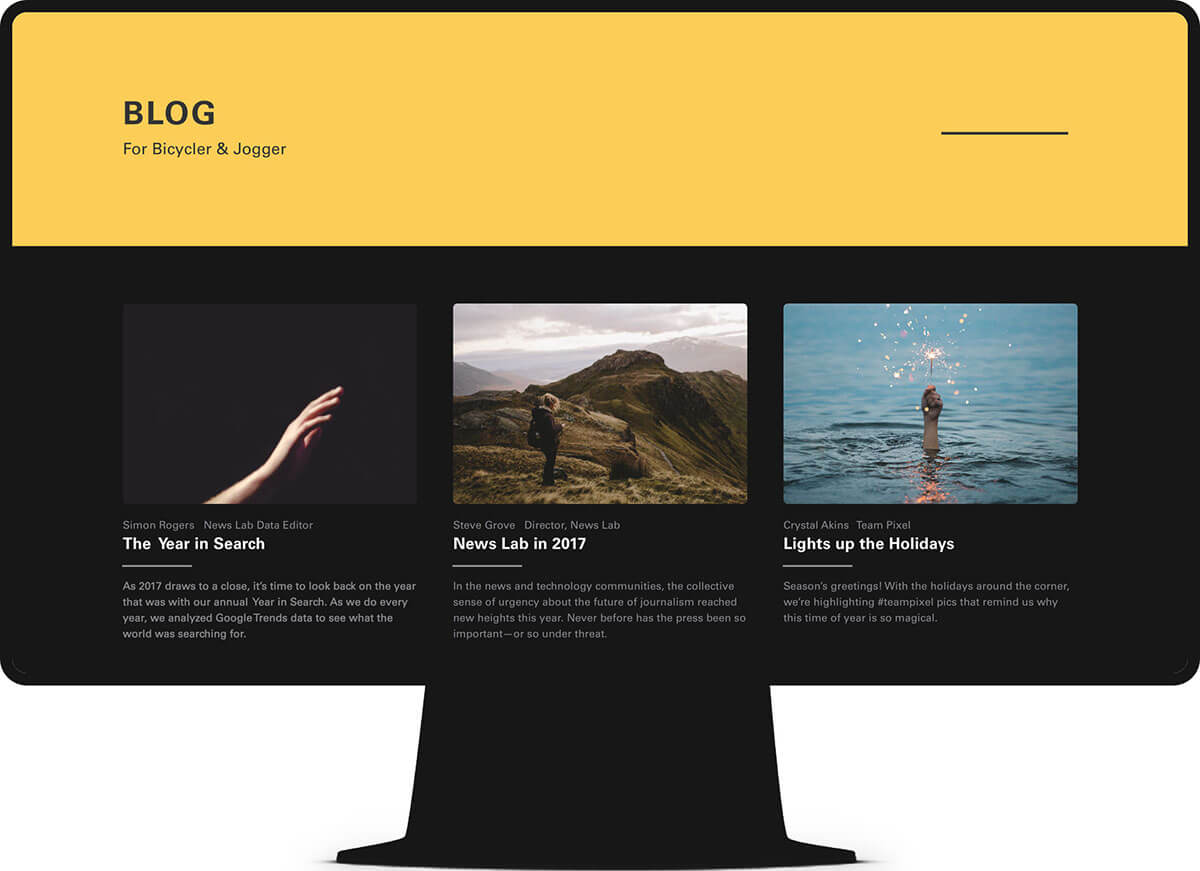 BLOG
For Bicycler & Jogger
Simon Rogers News Lab Data Editor
The Year in Search
As 2017 draws to a close, it's time to look back on the year
that was with our annual Year in Search. As we do every
year, we analyzed Google Trends data to see what the
world was searching for.
Steve Grove Director, News Lab
News Lab in 2017
In the news and technology communities, the collective
sense of urgency about the future of journalism reached
new heights this year. Never before has the press been so
important—or so under threat.
Crystal Akins Team Pixel
Lights up the Holidays
Season's greetings! With the holidays around the corner,
we're highlighting #teampixel pics that remind us why
this time of year is so magical.